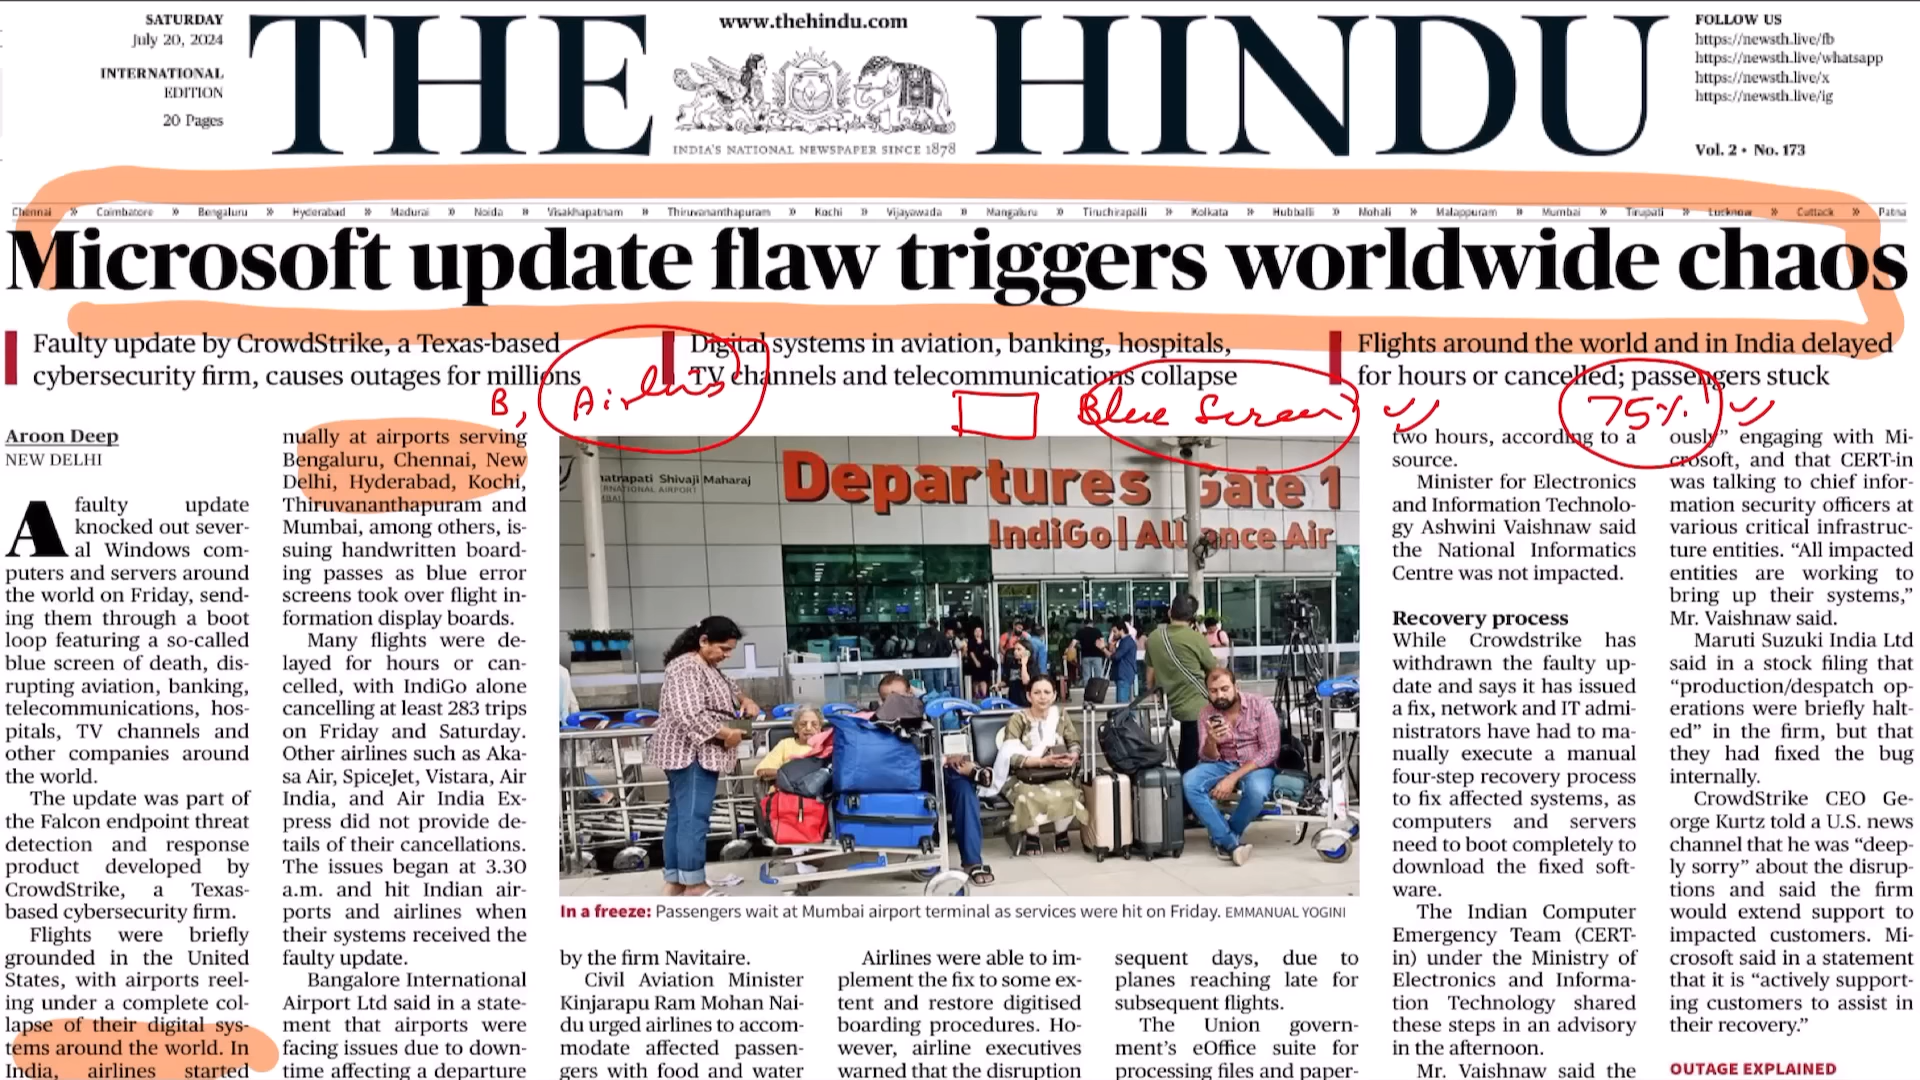 SATURDAY
July 20, 2024
INTERNATIONAL
EDITION
20 Pages
THE HINDU
www.thehindu.com
INDIA'S NATIONAL NEWSPAPER SINCE 1878
FOLLOW US
https://newsth.live/fb
https://newsth.live/whatsapp
https://newsth.live/x
https://newsth.live/ig
Vol. 2 • No. 173
Chennai » Coimbatore » Bengaluru » Hyderabad » Madurai » Noida » Visakhapatnam » Thiruvananthapuram » Kochi » Vijayawada » Mangaluru » Tiruchirapalli » Kolkata » Hubballi » Mohali » Malappuram » Mumbai » Tirupati » Lucknow » Cuttack » Patna
Microsoft update flaw triggers worldwide chaos
Faulty update by CrowdStrike, a Texas-based
cybersecurity firm, causes outages for millions
Digital systems in aviation, banking, hospitals,
TV channels and telecommunications collapse
Flights around the world and in India delayed
for hours or cancelled; passengers stuck
B,
Blue Screen
75%
Aroon Deep
NEW DELHI
A faulty update
knocked out sever-
al Windows com-
puters and servers around
the world on Friday, send-
ing them through a boot
loop featuring a so-called
blue screen of death, dis-
rupting aviation, banking,
telecommunications, hos-
pitals, TV channels and
other companies around
the world.
The update was part of
the Falcon endpoint threat
detection and response
product developed by
CrowdStrike, a Texas-
based cybersecurity firm.
Flights were briefly
grounded in the United
States, with airports reel-
ing under a complete col-
lapse of their digital sys-
tems around the world. In
India, airlines started
nually at airports serving
Bengaluru, Chennai, New
Delhi, Hyderabad, Kochi,
Thiruvananthapuram and
Mumbai, among others, is-
suing handwritten board-
ing passes as blue error
screens took over flight in-
formation display boards.
Many flights were de-
layed for hours or can-
celled, with IndiGo alone
cancelling at least 283 trips
on Friday and Saturday.
Other airlines such as Aka-
sa Air, SpiceJet, Vistara, Air
India, and Air India Ex-
press did not provide de-
tails of their cancellations.
The issues began at 3.30
a.m. and hit Indian air-
ports and airlines when
their systems received the
faulty update.
Bangalore International
Airport Ltd said in a state-
ment that airports were
facing issues due to down-
time affecting a departure
hatrapati Shivaji Maharaj
Departures Gate 1
IndiGo | Alliance Air
In a freeze: Passengers wait at Mumbai airport terminal as services were hit on Friday. EMMANUAL YOGINI
by the firm Navitaire.
Civil Aviation Minister
Kinjarapu Ram Mohan Nai-
du urged airlines to accom-
modate affected passen-
gers with food and water
Airlines were able to im-
plement the fix to some ex-
tent and restore digitised
boarding procedures. Ho-
wever, airline executives
warned that the disruption
sequent days, due to
planes reaching late for
subsequent flights.
The Union govern-
ment's eOffice suite for
processing files and paper-
two hours, according to a
source.
Minister for Electronics
and Information Technolo-
gy Ashwini Vaishnaw said
the National Informatics
Centre was not impacted.
Recovery process
While Crowdstrike has
withdrawn the faulty up-
date and says it has issued
a fix, network and IT admi-
nistrators have had to ma-
nually execute a manual
four-step recovery process
to fix affected systems, as
computers and servers
need to boot completely to
download the fixed soft-
ware.
The Indian Computer
Emergency Team (CERT-
in) under the Ministry of
Electronics and Informa-
tion Technology shared
these steps in an advisory
in the afternoon.
Mr. Vaishnaw said the
ously" engaging with Mi-
crosoft, and that CERT-in
was talking to chief infor-
mation security officers at
various critical infrastruc-
ture entities. "All impacted
entities are working to
bring up their systems,"
Mr. Vaishnaw said.
Maruti Suzuki India Ltd
said in a stock filing that
"production/despatch op-
erations were briefly halt-
ed" in the firm, but that
they had fixed the bug
internally.
CrowdStrike CEO Ge-
orge Kurtz told a U.S. news
channel that he was "deep-
ly sorry" about the disrup-
tions and said the firm
would extend support to
impacted customers. Mi-
crosoft said in a statement
that it is "actively support-
ing customers to assist in
their recovery."
OUTAGE EXPLAINED